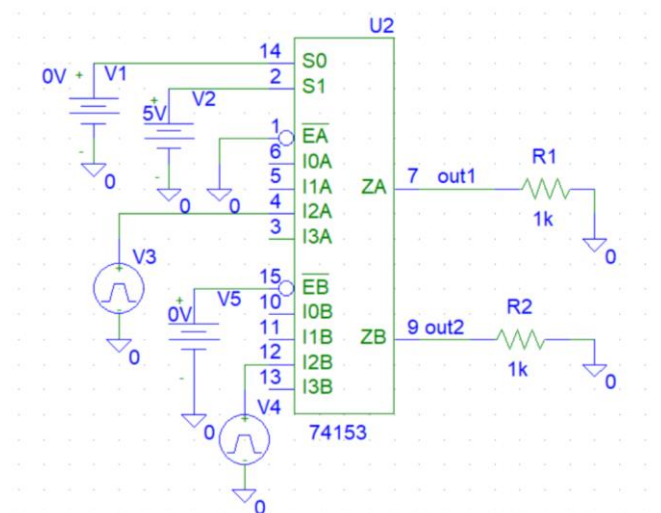 U2
14
S0
0V + V1
2
S1
5V + V2
-
-
0
0
0
1
EA
6
I0A
5
I1A
4
I2A
3
I3A
ZA
7
out1
R1
1k
0
+
V3
-
0
15
EB
+
0V
V5
-
10
I0B
11
I1B
12
I2B
13
I3B
ZB
9 out2
R2
1k
0
0
V4
+
-
0
74153